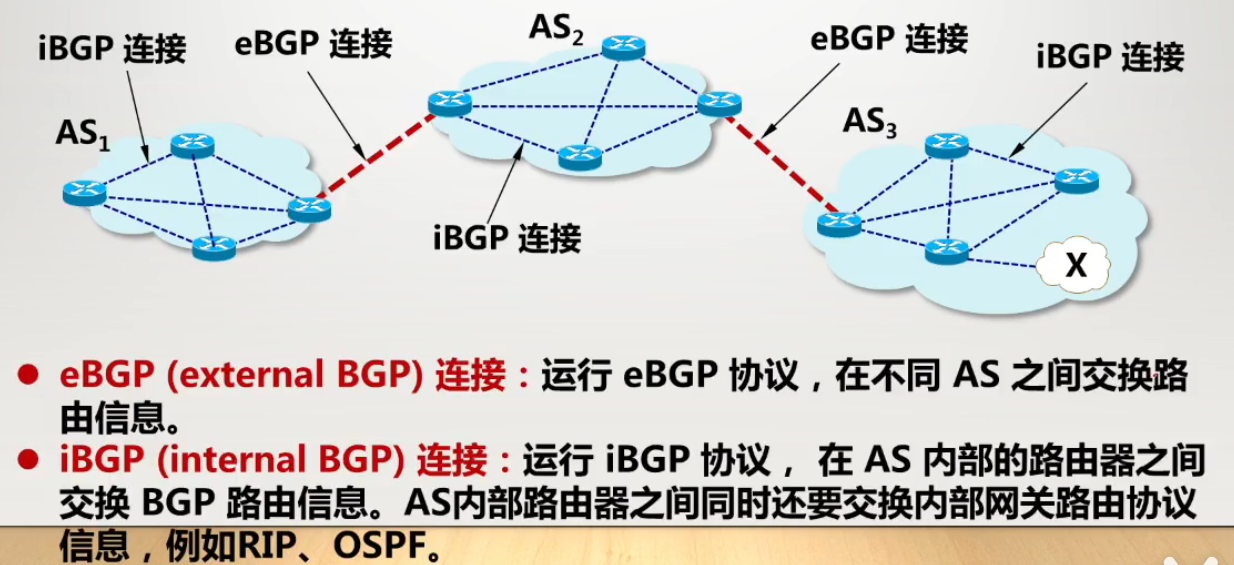 iBGP 连接
eBGP 连接
AS2
eBGP 连接
iBGP 连接
AS1
AS3
iBGP 连接
X
● eBGP (external BGP) 连接：运行 eBGP 协议，在不同 AS 之间交换路
由信息。
● iBGP (internal BGP) 连接：运行 iBGP 协议， 在 AS 内部的路由器之间
交换 BGP 路由信息。AS内部路由器之间同时还要交换内部网关路由协议
信息，例如RIP、OSPF。